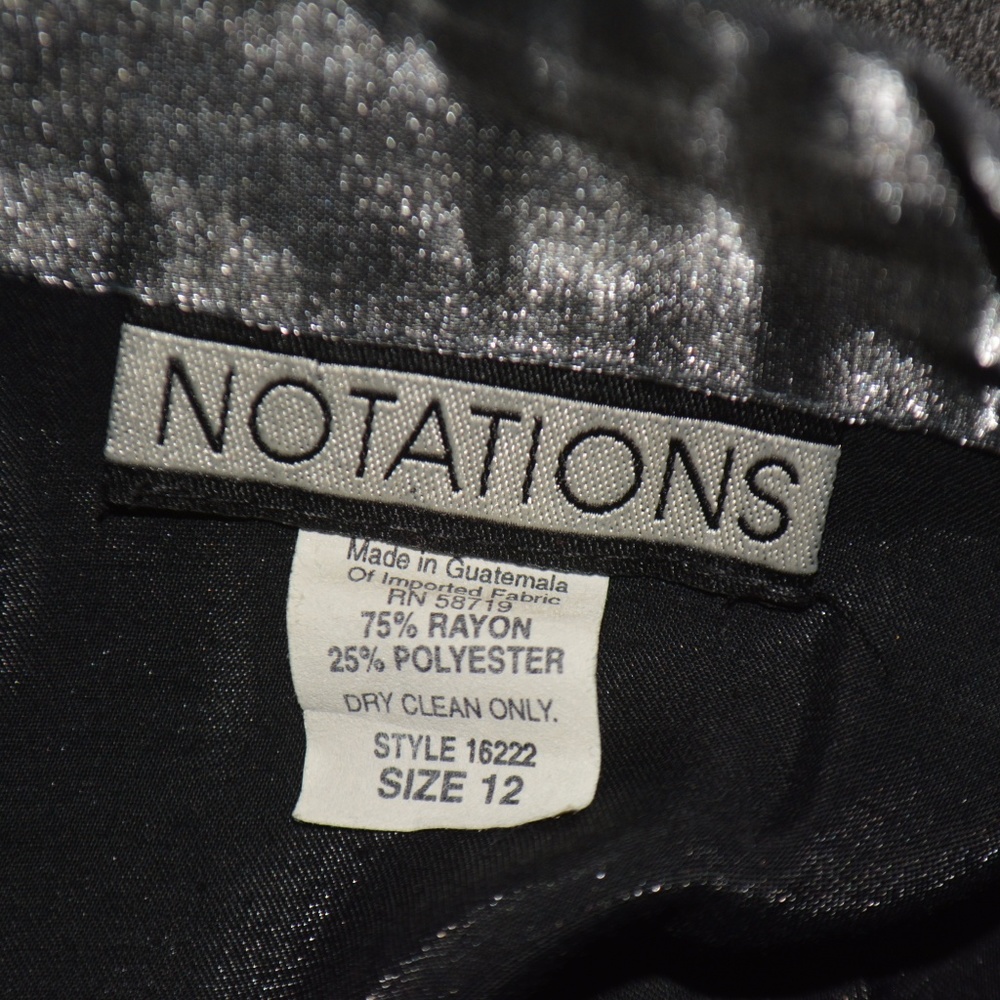 NOTATIONS
Made in Guatemala
Of Imported Fabric
RN 58719
75% RAYON
25% POLYESTER
DRY CLEAN ONLY.
STYLE 16222
SIZE 12